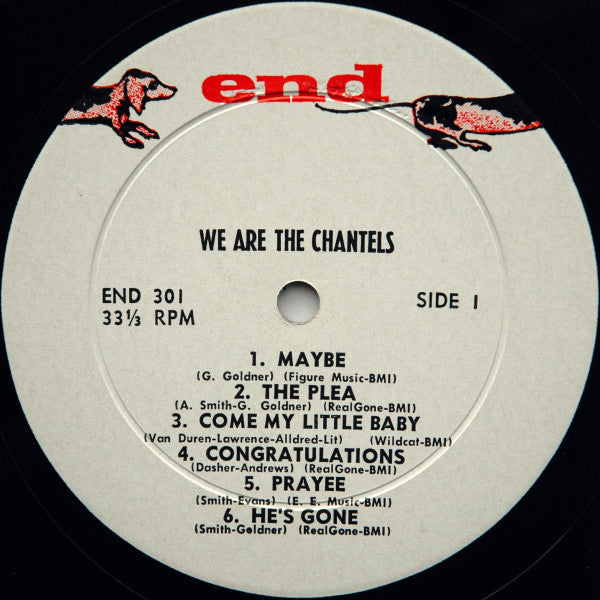 end
WE ARE THE CHANTELS
END 301 SIDE 1
33⅓ RPM
1. MAYBE
(G. Goldner) (Figure Music-BMI)
2. THE PLEA
(A. Smith-G. Goldner) (RealGone-BMI)
3. COME MY LITTLE BABY
(Van Duren-Lawrence-Alldred-Lit) (Wildcat-BMI)
4. CONGRATULATIONS
(Dasher-Andrews) (RealGone-BMI)
5. PRAYEE
(Smith-Evans) (E. E. Music-BMI)
6. HE'S GONE
(Smith-Goldner) (RealGone-BMI)